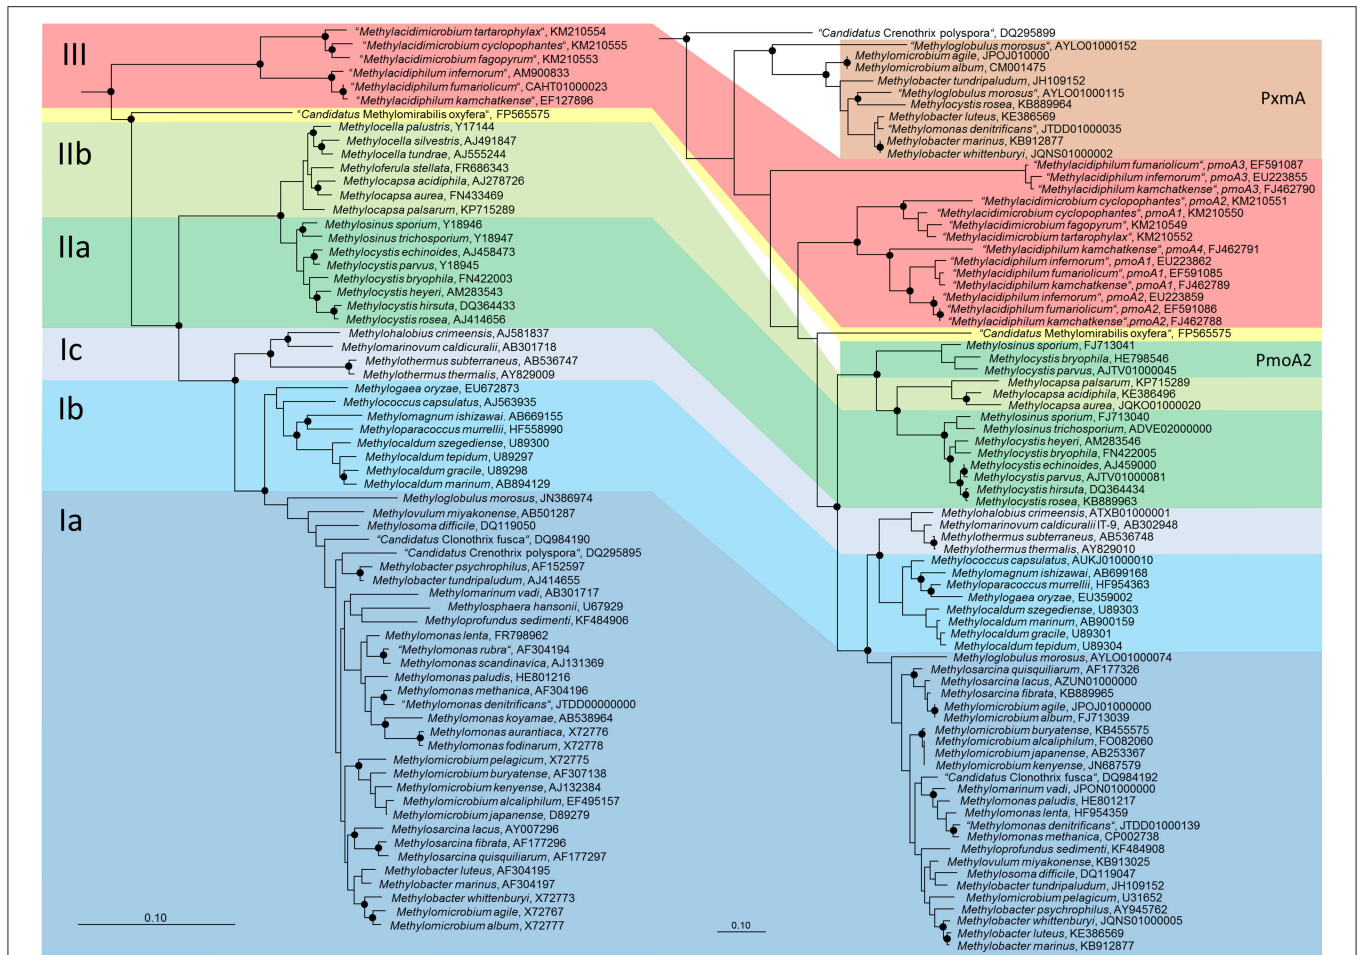 III
"Methylacidimicrobium tartarophylax", KM210554
"Methylacidimicrobium cyclopophantes", KM210555
"Methylacidimicrobium fagopyrum", KM210553
"Methylacidiphilum infernorum", AM900833
"Methylacidiphilum fumariolicum", CAHT01000023
"Methylacidiphilum kamchatkense", EF127896
"Candidatus Methylomirabilis oxyfera", FP565575
IIb
Methylocella palustris, Y17144
Methylocella silvestris, AJ491847
Methylocella tundrae, AJ555244
Methyloferula stellata, FR686343
Methylocapsa acidiphila, AJ278726
Methylocapsa aurea, FN433469
Methylocapsa palsarum, KP715289
IIa
Methylosinus sporium, Y18946
Methylosinus trichosporium, Y18947
Methylocystis echinoides, AJ458473
Methylocystis parvus, Y18945
Methylocystis bryophila, FN422003
Methylocystis heyeri, AM283543
Methylocystis hirsuta, DQ364433
Methylocystis rosea, AJ414656
Ic
Methylohalobius crimeensis, AJ581837
Methylomarinovum caldicuralii, AB301718
Methylothermus subterraneus, AB536747
Methylothermus thermalis, AY829009
Ib
Methylogaea oryzae, EU672873
Methylococcus capsulatus, AJ563935
Methylomagnum ishizawai, AB669155
Methyloparacoccus murrellii, HF558990
Methylocaldum szegediense, U89300
Methylocaldum tepidum, U89297
Methylocaldum gracile, U89298
Methylocaldum marinum, AB894129
Ia
Methyloglobulus morosus, JN386974
Methylovulum miyakonense, AB501287
Methylosoma difficile, DQ119050
"Candidatus Clonothrix fusca", DQ984190
"Candidatus Crenothrix polyspora", DQ295895
Methylobacter psychrophilus, AF152597
Methylobacter tundripaludum, AJ414655
Methylomarinum vadi, AB301717
Methylosphaera hansonii, U67929
Methyloprofundus sedimenti, KF484906
Methylomonas lenta, FR798962
"Methylomonas rubra", AF304194
Methylomonas scandinavica, AJ131369
Methylomonas paludis, HE801216
Methylomonas methanica, AF304196
"Methylomonas denitrificans", JTDD00000000
Methylomonas koyamae, AB538964
Methylomonas aurantiaca, X72776
Methylomonas fodinarum, X72778
Methylomicrobium pelagicum, X72775
Methylomicrobium buryatense, AF307138
Methylomicrobium kenyense, AJ132384
Methylomicrobium alcaliphilum, EF495157
Methylomicrobium japanense, D89279
Methylosarcina lacus, AY007296
Methylosarcina fibrata, AF177296
Methylosarcina quisquiliarum, AF177297
Methylobacter luteus, AF304195
Methylobacter marinus, AF304197
Methylobacter whittenburyi, X72773
Methylomicrobium agile, X72767
Methylomicrobium album, X72777
0.10
"Candidatus Crenothrix polyspora", DQ295899
"Methyloglobulus morosus", AYLO01000152
Methylomicrobium agile, JPOJ010000
Methylomicrobium album, CM001475
Methylobacter tundripaludum, JH109152
"Methyloglobulus morosus", AYLO01000115
Methylocystis rosea, KB889964
Methylobacter luteus, KE386569
"Methylomonas denitrificans", JTDD01000035
Methylobacter marinus, KB912877
Methylobacter whittenburyi, JQNS01000002
PxmA
"Methylacidiphilum fumariolicum", pmoA3, EF591087
"Methylacidiphilum infernorum", pmoA3, EU223855
"Methylacidiphilum kamchatkense", pmoA3, FJ462790
"Methylacidimicrobium cyclopophantes", pmoA2, KM210551
"Methylacidimicrobium cyclopophantes", pmoA1, KM210550
"Methylacidimicrobium fagopyrum", KM210549
"Methylacidimicrobium tartarophylax", KM210552
"Methylacidiphilum kamchatkense", pmoA4, FJ462791
"Methylacidiphilum infernorum", pmoA1, EU223862
"Methylacidiphilum fumariolicum", pmoA1, EF591085
"Methylacidiphilum kamchatkense", pmoA1, FJ462789
"Methylacidiphilum infernorum", pmoA2, EU223859
"Methylacidiphilum fumariolicum", pmoA2, EF591086
"Methylacidiphilum kamchatkense", pmoA2, FJ462788
"Candidatus Methylomirabilis oxyfera", FP565575
Methylosinus sporium, FJ713041
Methylocystis bryophila, HE798546
Methylocystis parvus, AJTV01000045
PmoA2
Methylocapsa palsarum, KP715289
Methylocapsa acidiphila, KE386496
Methylocapsa aurea, JQKO01000020
Methylosinus sporium, FJ713040
Methylosinus trichosporium, ADVE02000000
Methylocystis heyeri, AM283546
Methylocystis bryophila, FN422005
Methylocystis echinoides, AJ459000
Methylocystis parvus, AJTV01000081
Methylocystis hirsuta, DQ364434
Methylocystis rosea, KB889963
Methylohalobius crimeensis, ATXB01000001
Methylomarinovum caldicuralii IT-9, AB302948
Methylothermus subterraneus, AB536748
Methylothermus thermalis, AY829010
Methylococcus capsulatus, AUKJ01000010
Methylomagnum ishizawai, AB699168
Methyloparacoccus murrellii, HF954363
Methylogaea oryzae, EU359002
Methylocaldum szegediense, U89303
Methylocaldum marinum, AB900159
Methylocaldum gracile, U89301
Methylocaldum tepidum, U89304
Methyloglobulus morosus, AYLO01000074
Methylosarcina quisquiliarum, AF177326
Methylosarcina lacus, AZUN01000000
Methylosarcina fibrata, KB889965
Methylomicrobium agile, JPOJ01000000
Methylomicrobium album, FJ713039
Methylomicrobium buryatense, KB455575
Methylomicrobium alcaliphilum, FO082060
Methylomicrobium japanense, AB253367
Methylomicrobium kenyense, JN687579
"Candidatus Clonothrix fusca", DQ984192
Methylomarinum vadi, JPON01000000
Methylomonas paludis, HE801217
Methylomonas lenta, HF954359
"Methylomonas denitrificans", JTDD01000139
Methylomonas methanica, CP002738
Methyloprofundus sedimenti, KF484908
Methylovulum miyakonense, KB913025
Methylosoma difficile, DQ119047
Methylobacter tundripaludum, JH109152
Methylomicrobium pelagicum, U31652
Methylobacter psychrophilus, AY945762
Methylobacter whittenburyi, JQNS01000005
Methylobacter luteus, KE386569
Methylobacter marinus, KB912877
0.10